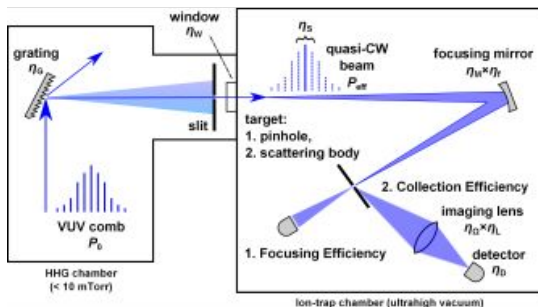 grating
ηG
window
ηW
slit
VUV comb
P0
HHG chamber
(< 10 mTorr)
ηS
quasi-CW
beam
Peff
focusing mirror
ηM×ηf
target:
1. pinhole,
2. scattering body
2. Collection Efficiency
imaging lens
ηΩ×ηL
1. Focusing Efficiency
detector
ηD
Ion-trap chamber (ultrahigh vacuum)